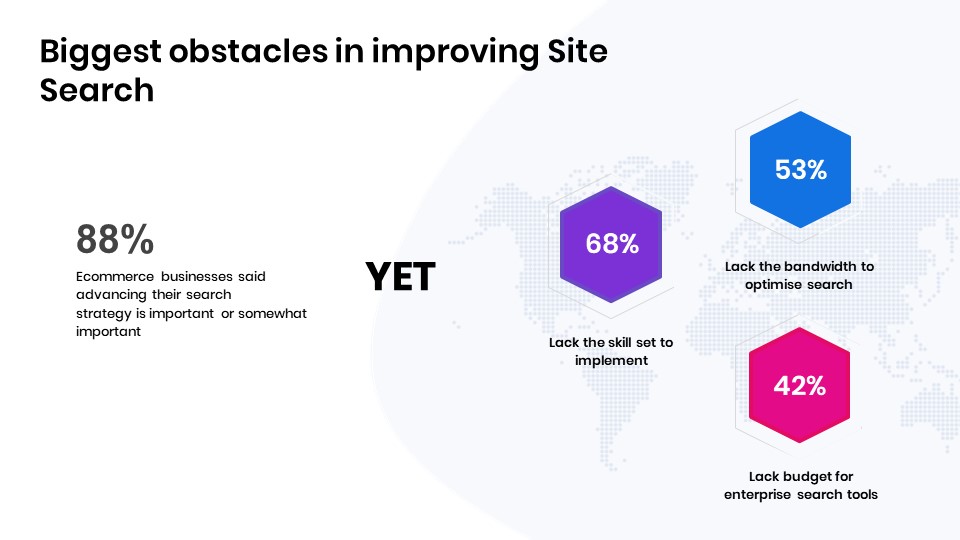 Biggest obstacles in improving Site
Search
88%
Ecommerce businesses said
advancing their search
strategy is important or somewhat
important
YET
68%
Lack the skill set to
implement
53%
Lack the bandwidth to
optimise search
42%
Lack budget for
enterprise search tools